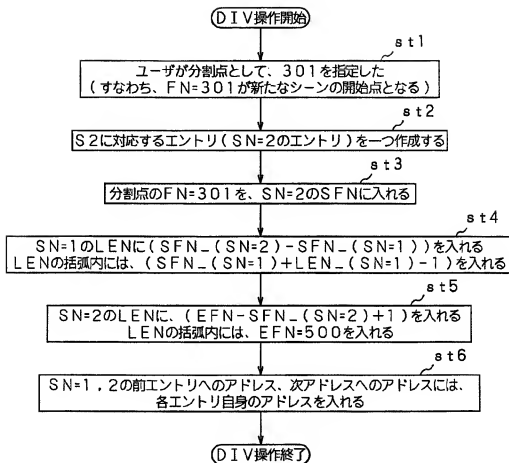 DIV操作開始
st1
ユーザが分割点として、301を指定した
(すなわち、FN=301が新たなシーンの開始点となる)
st2
S2に対応するエントリ(SN=2のエントリ)を一つ作成する
st3
分割点のFN=301を、SN=2のSFNに入れる
st4
SN=1のLENに(SFN_(SN=2)-SFN_(SN=1))を入れる
LENの括弧内には、(SFN_(SN=1)+LEN_(SN=1)-1)を入れる
st5
SN=2のLENに、(EFN-SFN_(SN=2)+1)を入れる
LENの括弧内には、EFN=500を入れる
st6
SN=1,2の前エントリへのアドレス、次アドレスへのアドレスには、
各エントリ自身のアドレスを入れる
DIV操作終了